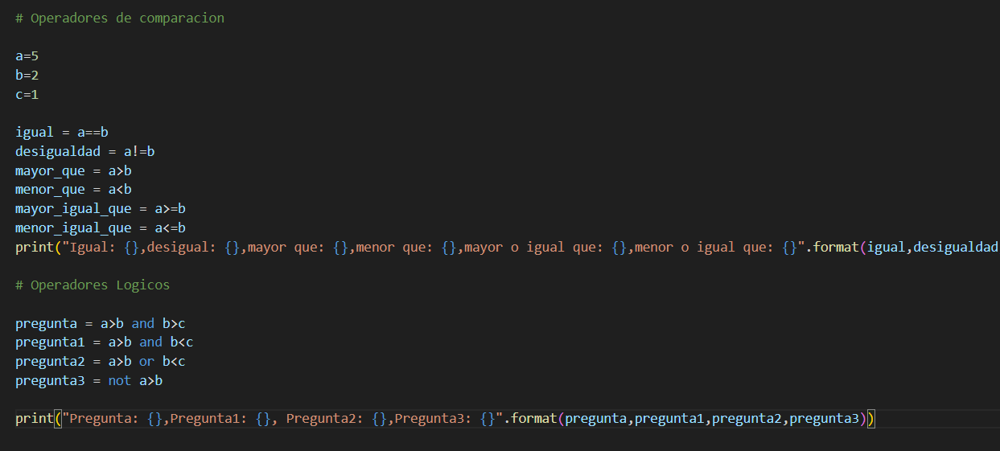 # Operadores de comparacion
a=5
b=2
c=1
igual = a==b
desigualdad = a!=b
mayor_que = a>b
menor_que = a<b
mayor_igual_que = a>=b
menor_igual_que = a<=b
print("Igual: {},desigual: {},mayor que: {},menor que: {},mayor o igual que: {},menor o igual que: {}".format(igual,desigualdad
# Operadores Logicos
pregunta = a>b and b>c
pregunta1 = a>b and b<c
pregunta2 = a>b or b<c
pregunta3 = not a>b
print("Pregunta: {},Pregunta1: {}, Pregunta2: {},Pregunta3: {}".format(pregunta,pregunta1,pregunta2,pregunta3))